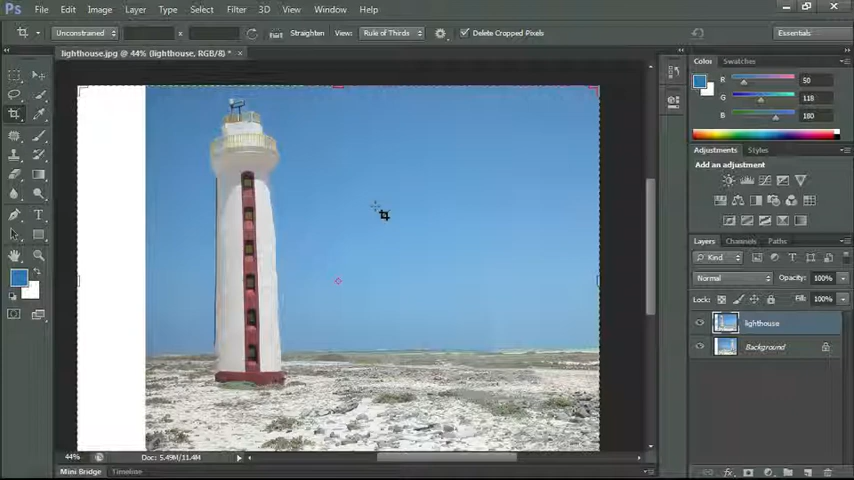 Ps File Edit Image Layer Type Select Filter 3D View Window Help
Unconstrained x Straighten View: Rule of Thirds Delete Cropped Pixels Essentials
lighthouse.jpg @ 44% (lighthouse, RGB/8) * ×
Color Swatches
R 50
G 118
B 180
Adjustments Styles
Add an adjustment
Layers Channels Paths
Kind
Normal Opacity: 100%
Lock: Fill: 100%
lighthouse
Background
44% Doc: 5.49M/11.4M
Mini Bridge Timeline